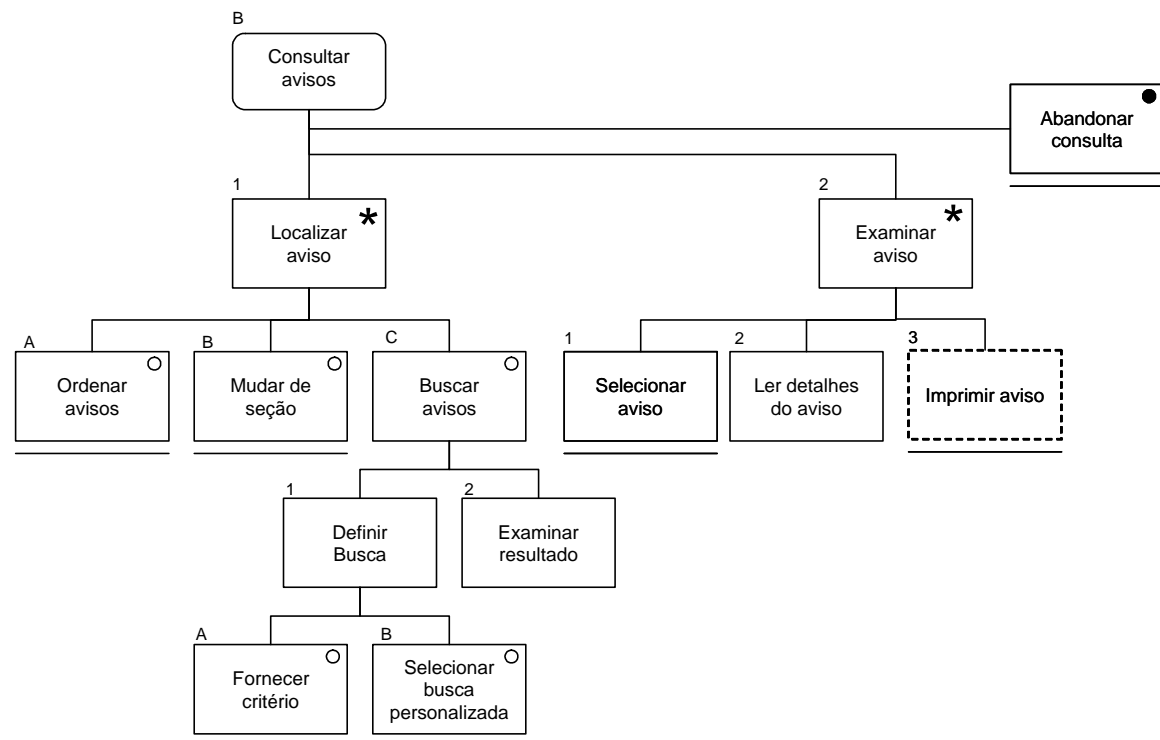 B
Consultar
avisos
Abandonar
consulta
1
Localizar
aviso
*
2
Examinar
aviso
*
A
Ordenar
avisos
B
Mudar de
seção
C
Buscar
avisos
1
Selecionar
aviso
2
Ler detalhes
do aviso
3
Imprimir aviso
1
Definir
Busca
2
Examinar
resultado
A
Fornecer
critério
B
Selecionar
busca
personalizada